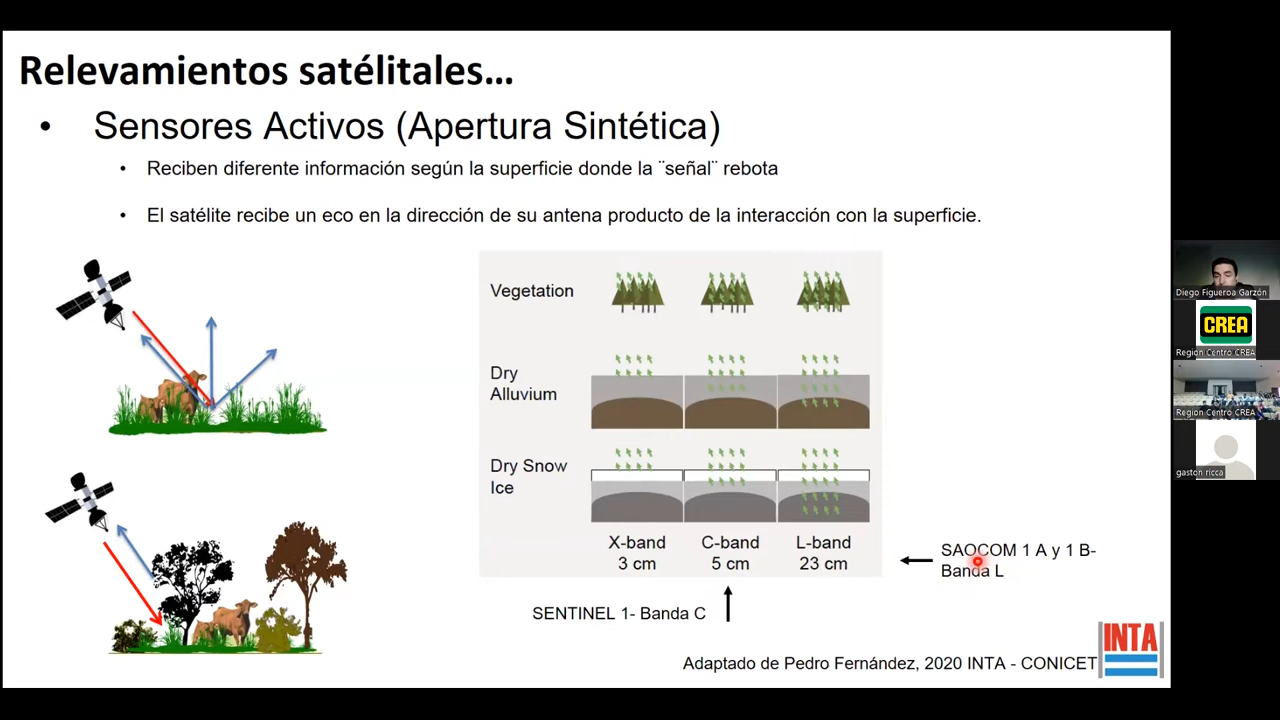 Relevamientos satélitales…
• Sensores Activos (Apertura Sintética)
• Reciben diferente información según la superficie donde la ¨señal¨ rebota
• El satélite recibe un eco en la dirección de su antena producto de la interacción con la superficie.
Vegetation
Dry
Alluvium
Dry Snow
Ice
X-band
3 cm
C-band
5 cm
L-band
23 cm
SAOCOM 1 A y 1 B-
Banda L
SENTINEL 1- Banda C
Adaptado de Pedro Fernández, 2020 INTA - CONICET
INTA
Diego Figueroa Garzón
CREA
Region Centro CREA
Region Centro CREA
gaston ricca